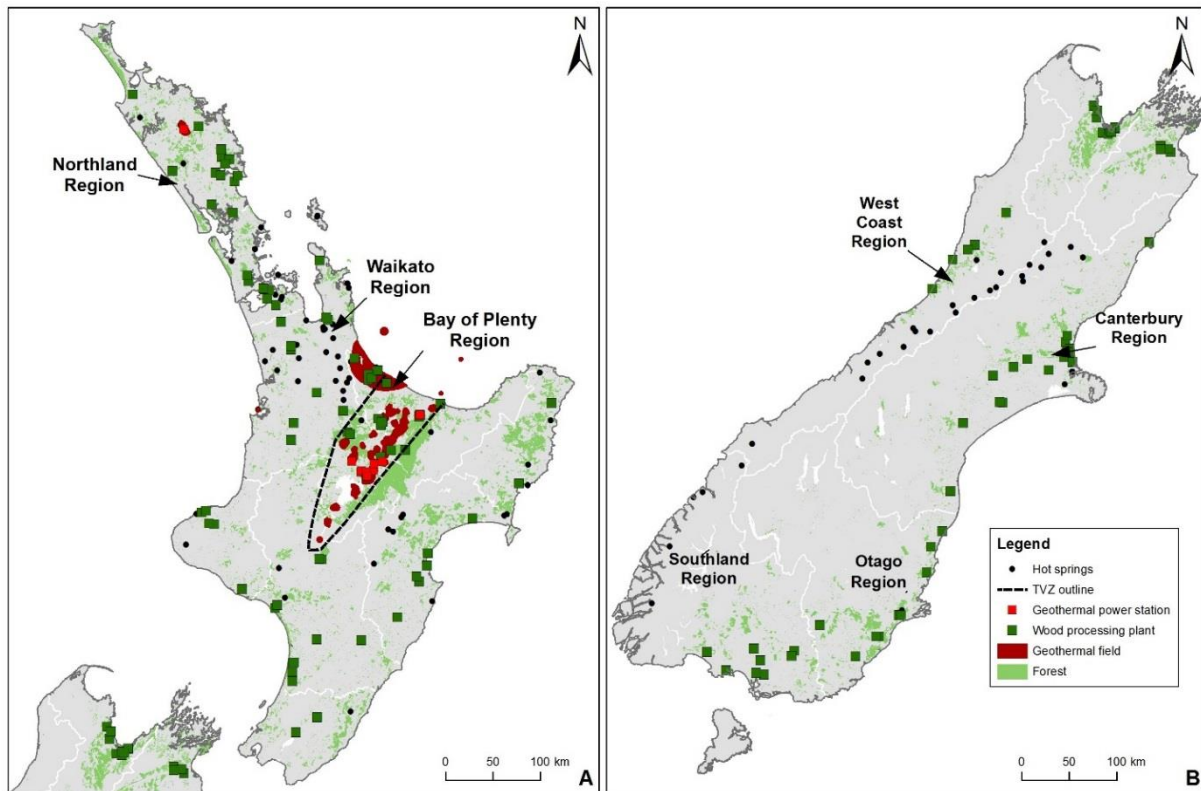 N
Northland
Region
Waikato
Region
Bay of Plenty
Region
0 50 100 km
A
N
West
Coast
Region
Canterbury
Region
Southland
Region
Otago
Region
Legend
Hot springs
TVZ outline
Geothermal power station
Wood processing plant
Geothermal field
Forest
0 50 100 km
B